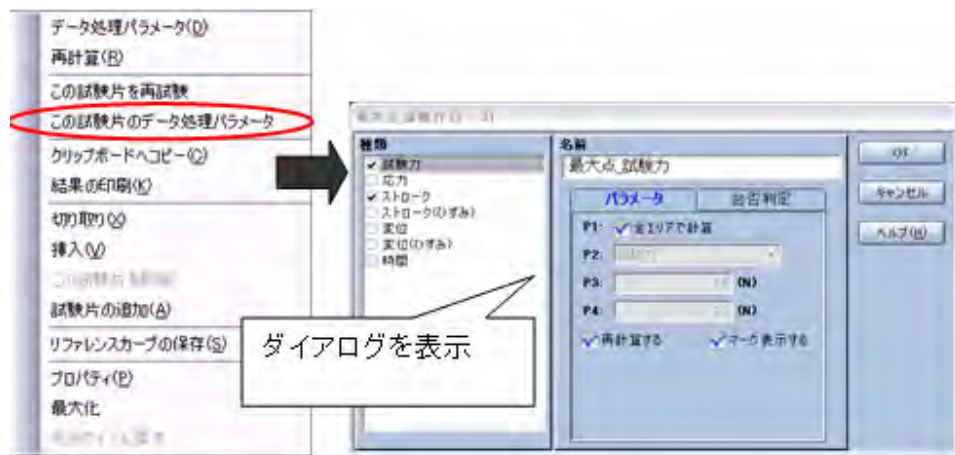 データ処理パラメータ(D)
再計算(R)
この試験片を再試験
この試験片のデータ処理パラメータ
クリップボードへコピー(C)
結果の印刷(K)
切り取り(X)
挿入(V)
試験片の追加(A)
リファレンスカーブの保存(S)
プロパティ(P)
最大化
種類
試験力
応力
ストローク
ストローク(ひずみ)
変位
変位(ひずみ)
時間
名前
最大点_試験力
パラメータ
合否判定
P1: 全エリアで計算
P2:
P3: (N)
P4: (N)
再計算する マーク表示する
OK
キャンセル
ヘルプ(H)
ダイアログを表示